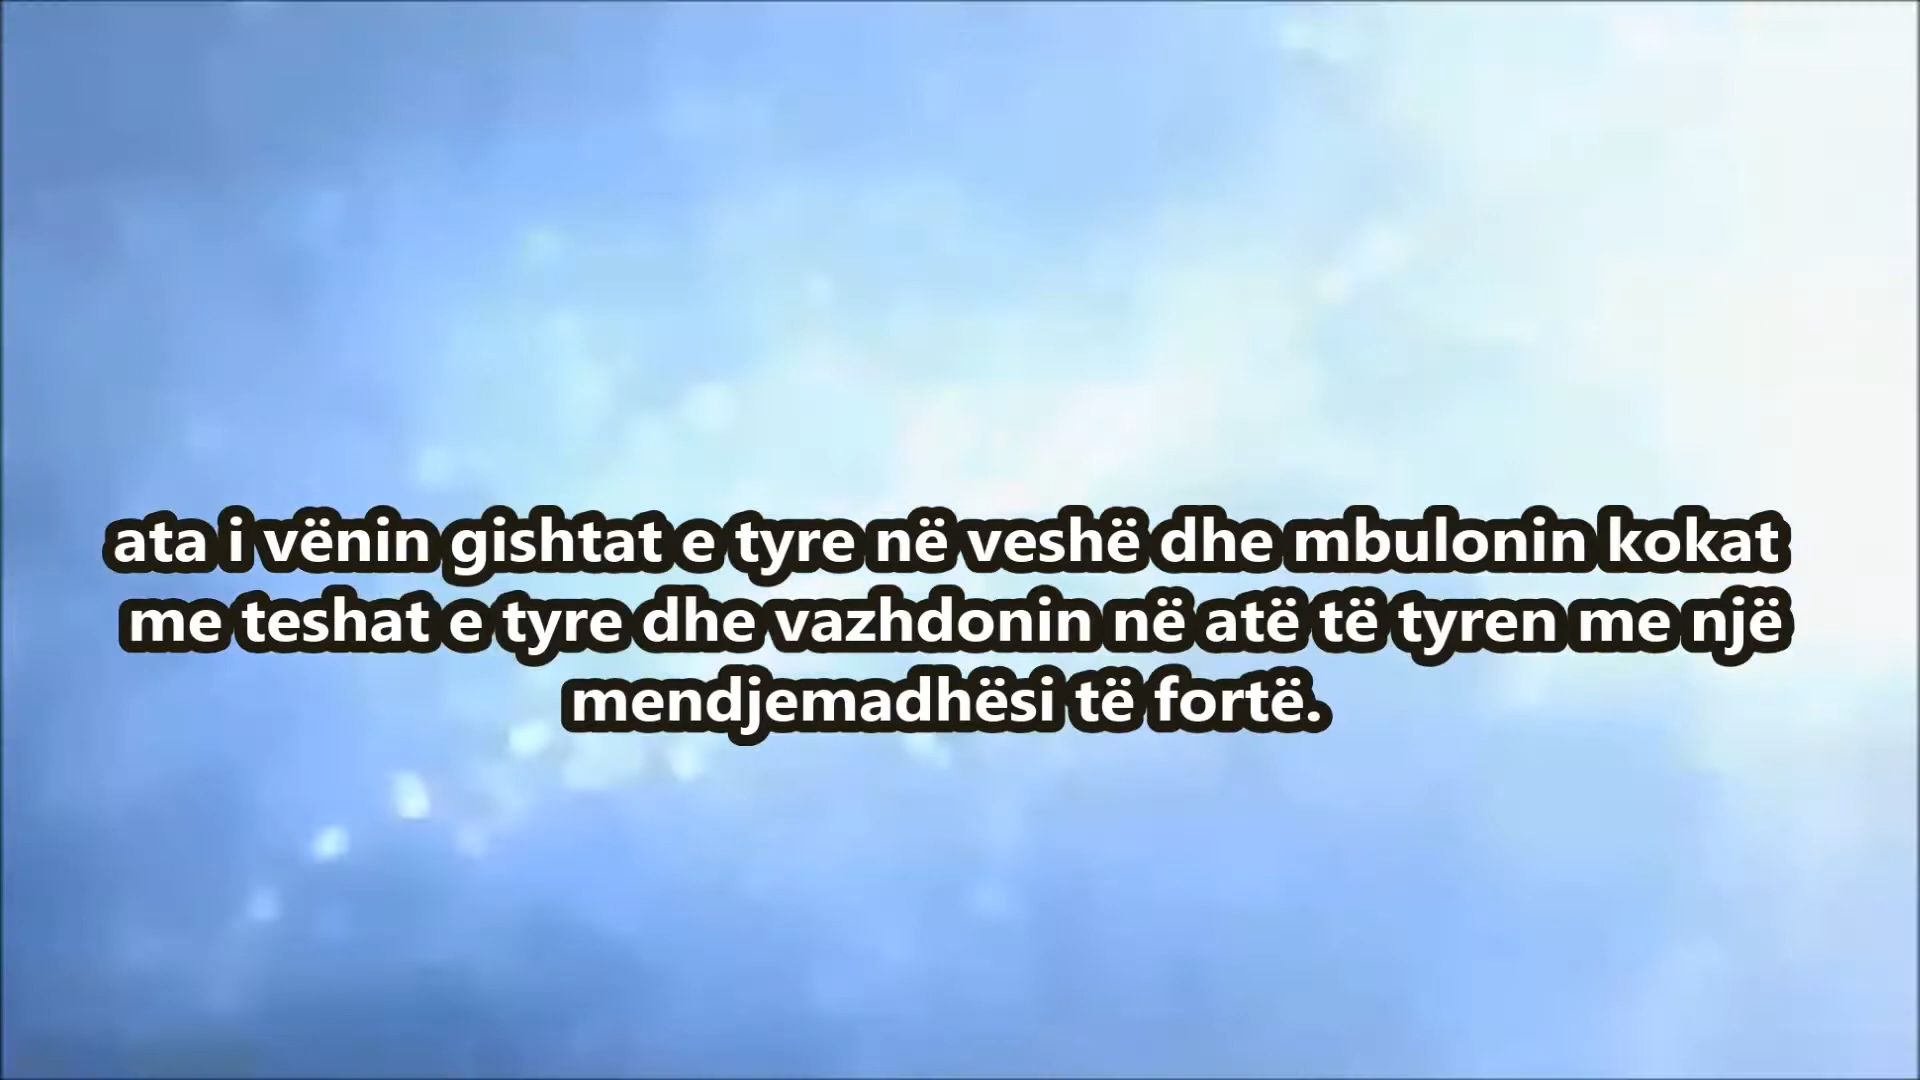 ata i vënin gishtat e tyre në veshë dhe mbulonin kokat
me teshat e tyre dhe vazhdonin në atë të tyren me një
mendjemadhësi të fortë.